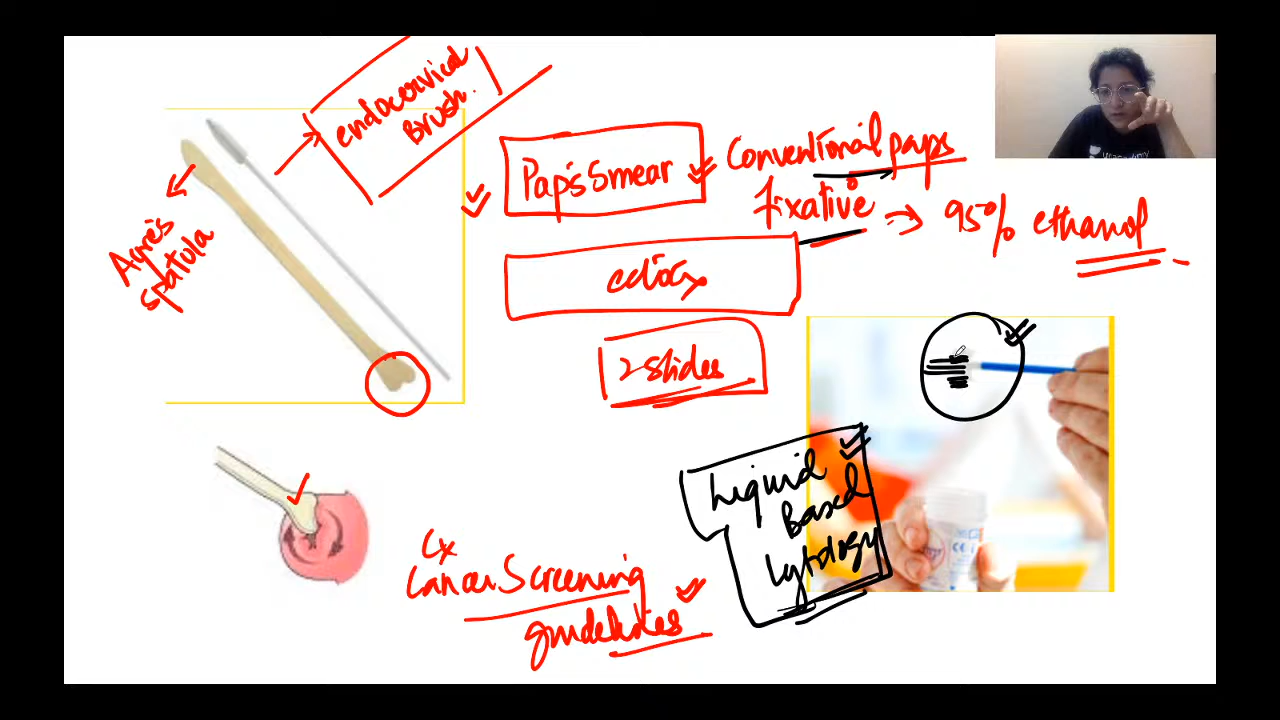 endocervical
Brush.
Pap's Smear
Conventional paps
fixative => 95% ethanol
Ayre's
spatula
2 slides
Liquid
Based
Cytology
Cx
Cancer Screening
guidelines